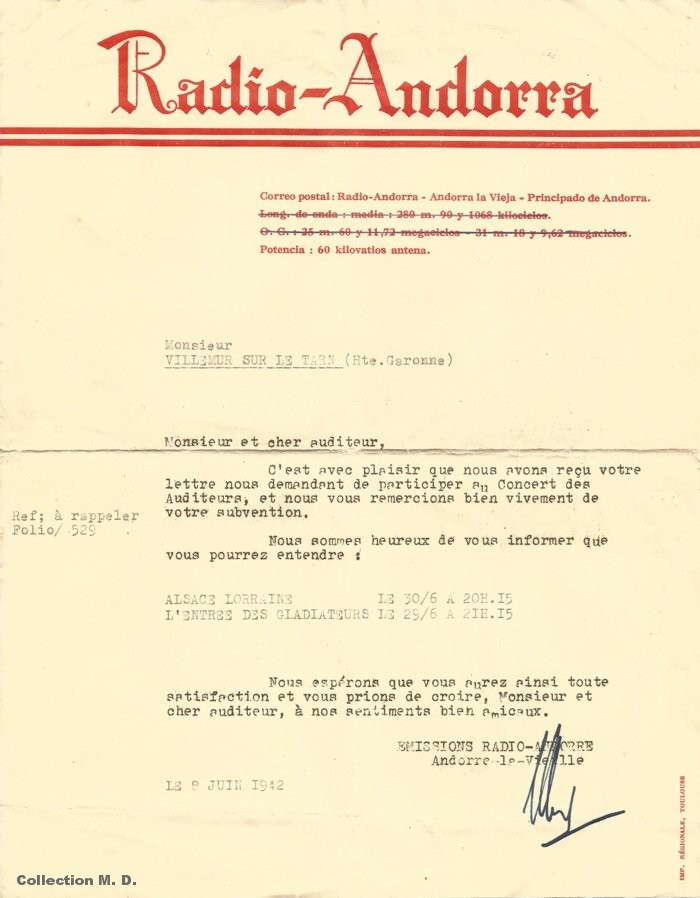 Radio-Andorra
Correo postal: Radio-Andorra - Andorra la Vieja - Principado de Andorra.
Long. de onda : media : 280 m. 90 y 1068 kilociclos.
O. C. : 25 m. 60 y 11,72 megaciclos - 31 m. 18 y 9,62 megaciclos.
Potencia : 60 kilovatios antena.
Monsieur
VILLEMUR SUR LE TARN (Hte.Garonne)
Monsieur et cher auditeur,
C'est avec plaisir que nous avons reçu votre
lettre nous demandant de participer au Concert des
Auditeurs, et nous vous remercions bien vivement de
votre subvention.
Ref; à rappeler
Folio/ 529
Nous sommes heureux de vous informer que
vous pourrez entendre :
ALSACE LORRAINE LE 30/6 A 20H.I5
L'ENTREE DES GLADIATEURS LE 29/6 A 2IH.I5
Nous espérons que vous aurez ainsi toute
satisfaction et vous prions de croire, Monsieur et
cher auditeur, à nos sentiments bien amicaux.
EMISSIONS RADIO-ANDORRE
Andorre-la-Vieille
LE 8 JUIN 1942
IMP. RÉGIONALE, TOULOUSE
Collection M. D.